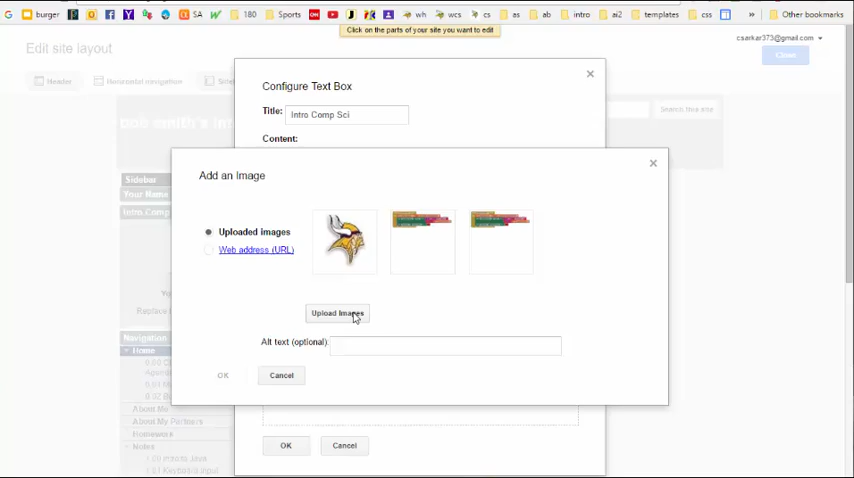 burger
Sports
SA
180
wh
wcs
cs
as
ab
intro
ai2
templates
css
»
Other bookmarks
Click on the parts of your site you want to edit
csarkar373@gmail.com
Edit site layout
Close
Header
Horizontal navigation
Configure Text Box
Title:
Intro Comp Sci
Content:
Search this site
Add an Image
Sidebar
Your Name
Intro Comp
Uploaded images
Web address (URL)
Upload Images
Alt text (optional):
OK
Cancel
Navigation
Home
About Me
About My Partners
Homework
Notes
OK
Cancel